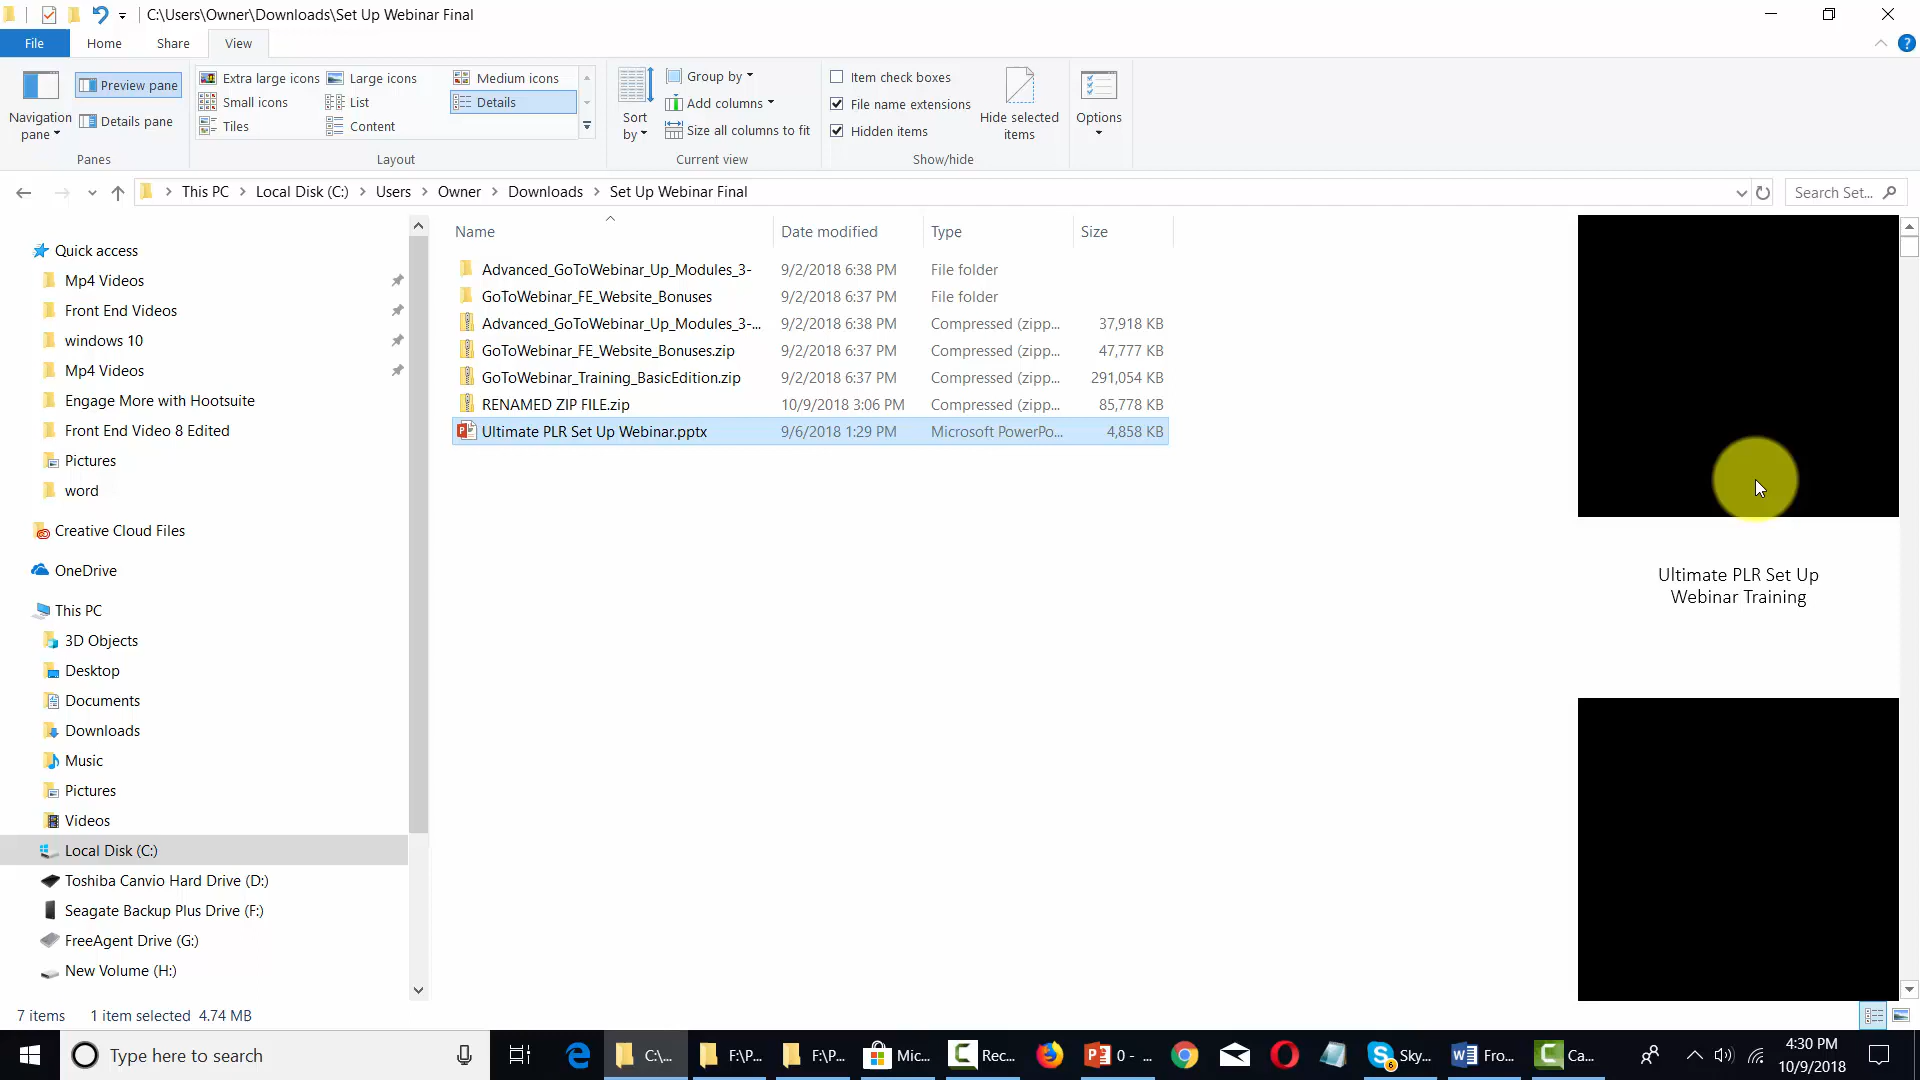 C:\Users\Owner\Downloads\Set Up Webinar Final
File Home Share View
Navigation pane
Preview pane
Details pane
Panes
Extra large icons Large icons Medium icons
Small icons List Details
Tiles Content
Layout
Sort by
Group by
Add columns
Size all columns to fit
Current view
Item check boxes
File name extensions
Hidden items
Hide selected items
Show/hide
Options
This PC Local Disk (C:) Users Owner Downloads Set Up Webinar Final
Search Set...
Quick access
Mp4 Videos
Front End Videos
windows 10
Mp4 Videos
Engage More with Hootsuite
Front End Video 8 Edited
Pictures
word
Creative Cloud Files
OneDrive
This PC
3D Objects
Desktop
Documents
Downloads
Music
Pictures
Videos
Local Disk (C:)
Toshiba Canvio Hard Drive (D:)
Seagate Backup Plus Drive (F:)
FreeAgent Drive (G:)
New Volume (H:)
Name Date modified Type Size
Advanced_GoToWebinar_Up_Modules_3- 9/2/2018 6:38 PM File folder
GoToWebinar_FE_Website_Bonuses 9/2/2018 6:37 PM File folder
Advanced_GoToWebinar_Up_Modules_3-... 9/2/2018 6:38 PM Compressed (zipp... 37,918 KB
GoToWebinar_FE_Website_Bonuses.zip 9/2/2018 6:37 PM Compressed (zipp... 47,777 KB
GoToWebinar_Training_BasicEdition.zip 9/2/2018 6:37 PM Compressed (zipp... 291,054 KB
RENAMED ZIP FILE.zip 10/9/2018 3:06 PM Compressed (zipp... 85,778 KB
Ultimate PLR Set Up Webinar.pptx 9/6/2018 1:29 PM Microsoft PowerPo... 4,858 KB
Ultimate PLR Set Up
Webinar Training
7 items 1 item selected 4.74 MB
Type here to search
C:\... F:\P... F:\P... Mic... Rec... 0 - ... Sky... Fro... Ca...
4:30 PM
10/9/2018